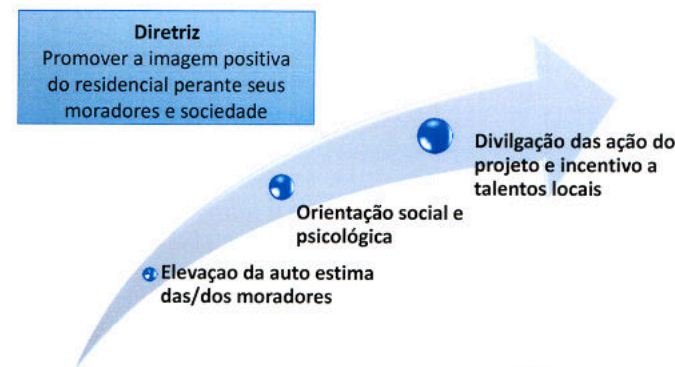 Diretriz
Promover a imagem positiva
do residencial perante seus
moradores e sociedade
Divilgação das ação do
projeto e incentivo a
talentos locais
Orientação social e
psicológica
Elevaçao da auto estima
das/dos moradores